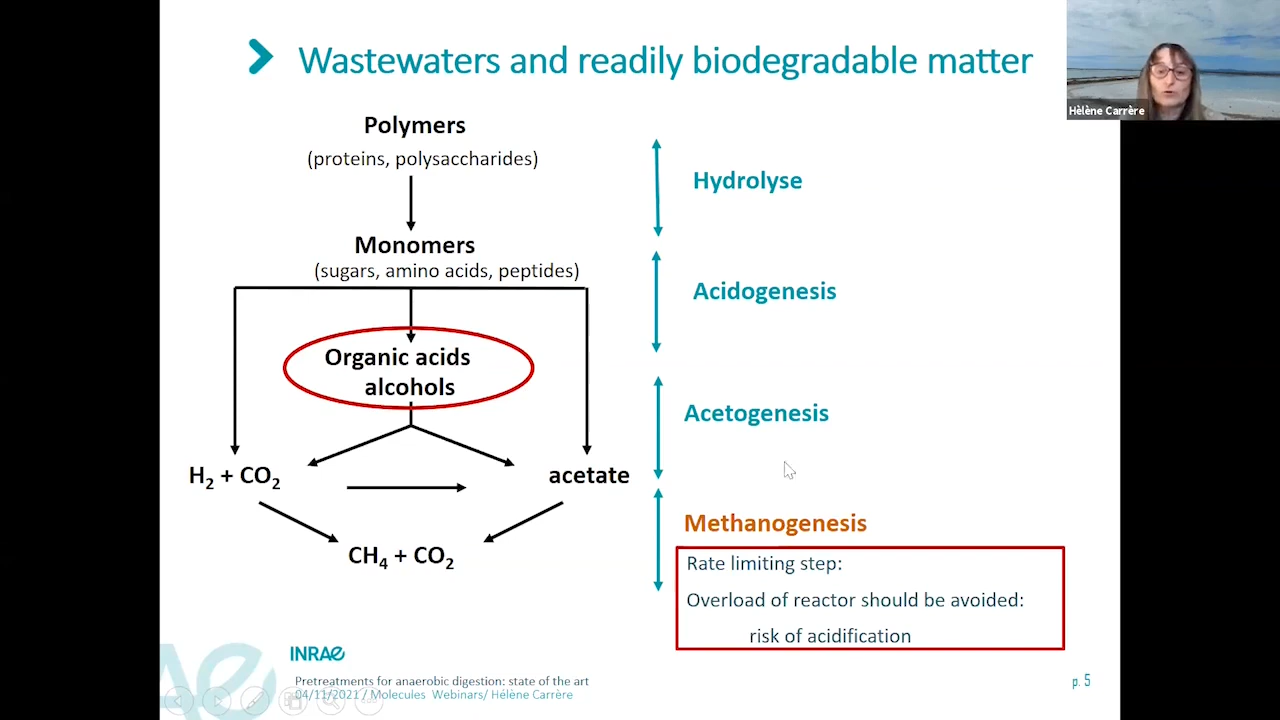 Wastewaters and readily biodegradable matter
Hélène Carrère
Polymers
(proteins, polysaccharides)
Hydrolyse
Monomers
(sugars, amino acids, peptides)
Acidogenesis
Organic acids
alcohols
Acetogenesis
H₂ + CO₂
acetate
Methanogenesis
CH₄ + CO₂
Rate limiting step:
Overload of reactor should be avoided:
risk of acidification
INRAE
Pretreatments for anaerobic digestion: state of the art
04/11/2021 / Molecules Webinars/ Hélène Carrère
p. 5